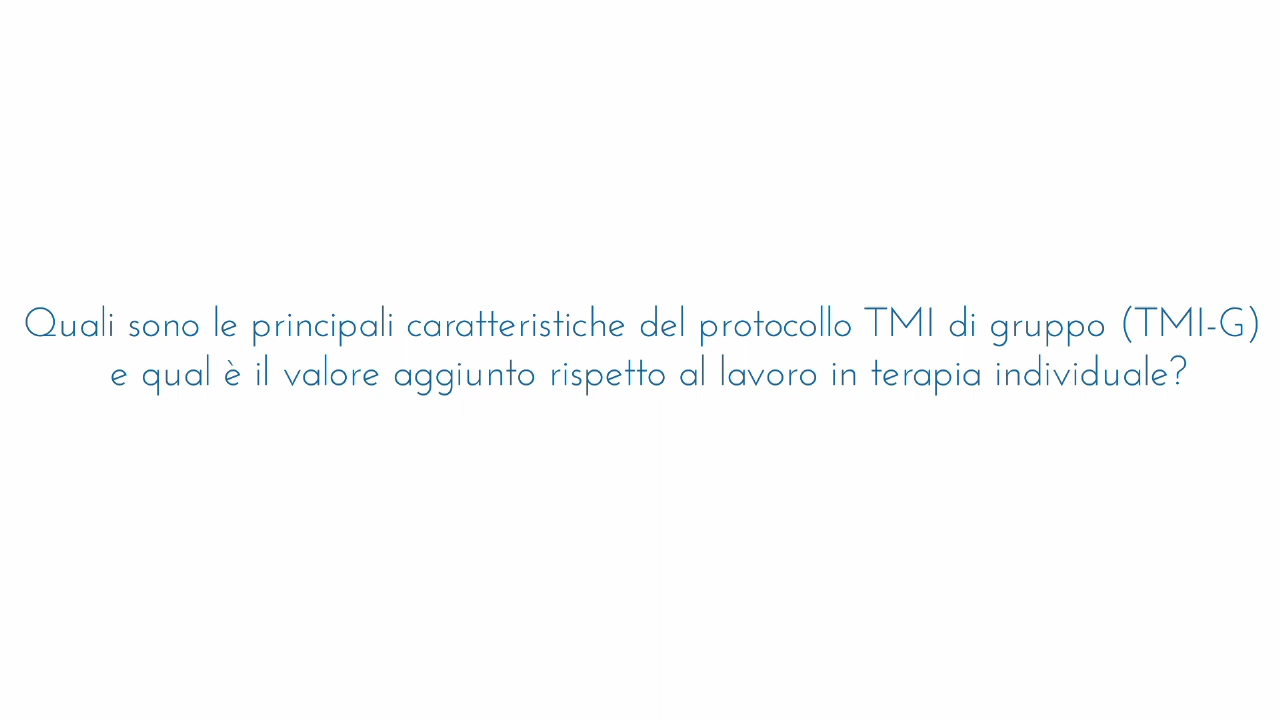 Quali sono le principali caratteristiche del protocollo TMI di gruppo (TMI-G)
e qual è il valore aggiunto rispetto al lavoro in terapia individuale?